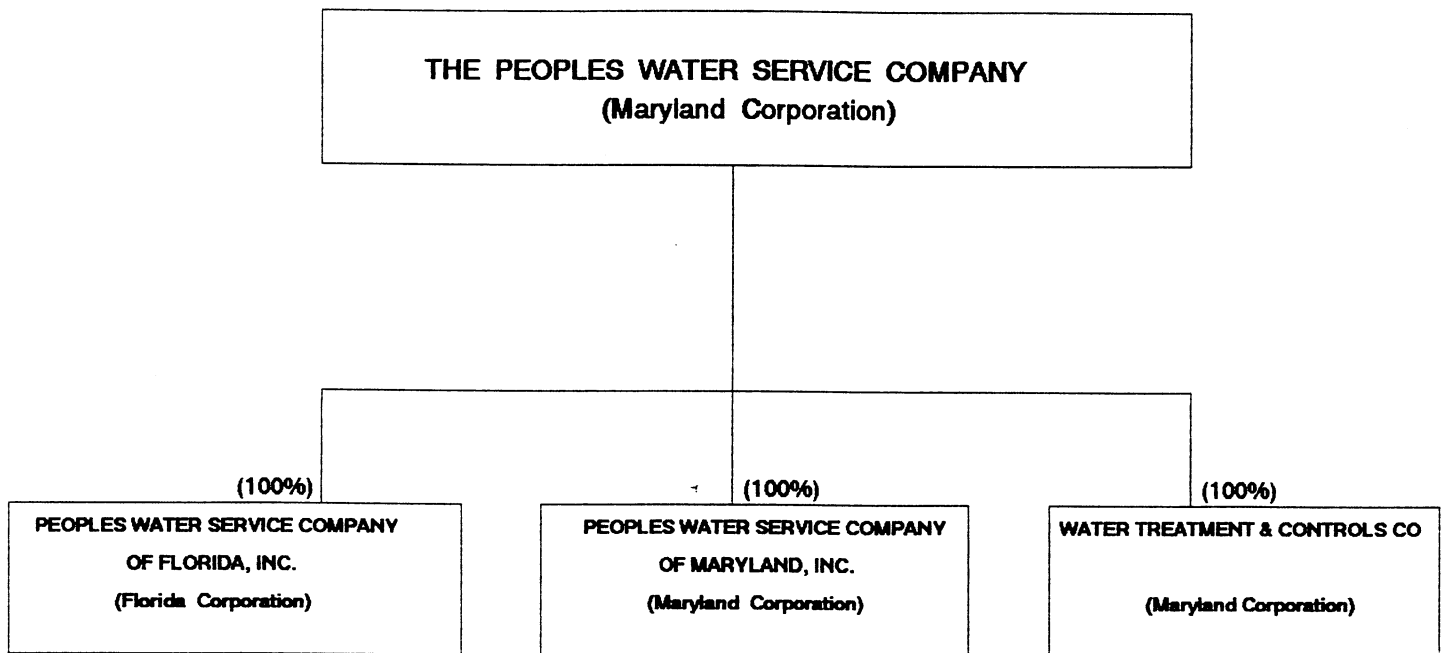 THE PEOPLES WATER SERVICE COMPANY
(Maryland Corporation)
(100%)
PEOPLES WATER SERVICE COMPANY
OF FLORIDA, INC.
(Florida Corporation)
(100%)
PEOPLES WATER SERVICE COMPANY
OF MARYLAND, INC.
(Maryland Corporation)
(100%)
WATER TREATMENT & CONTROLS CO
(Maryland Corporation)